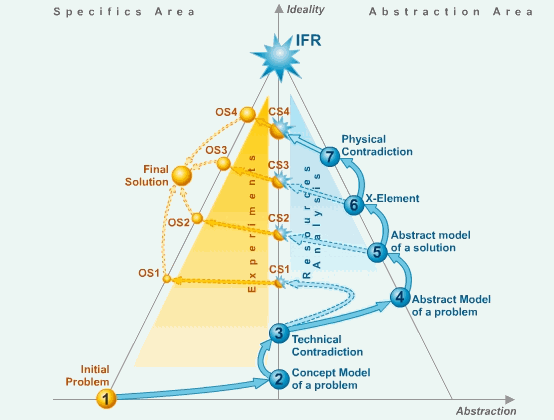 Specifics Area
Ideality
Abstraction Area
IFR
OS4
CS4
Physical
Contradiction
7
OS3
CS3
Final
Solution
X-Element
6
OS2
CS2
Abstract model
of a solution
5
Experiments
Resources
Analysis
OS1
CS1
4
Abstract Model
of a problem
3
Technical
Contradiction
Initial
Problem
1
2
Concept Model
of a problem
Abstraction